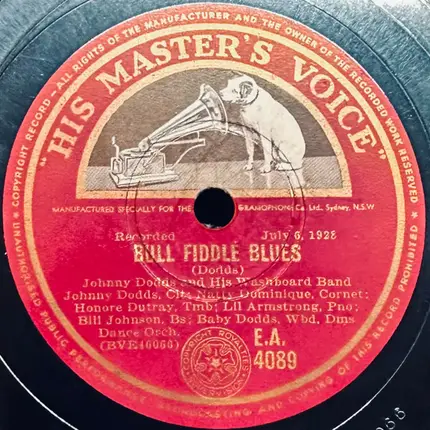 COPYRIGHT RECORD — ALL RIGHTS OF THE MANUFACTURER AND THE OWNER OF THE RECORDED WORK RESERVED
"HIS MASTER'S VOICE"
MANUFACTURED SPECIALLY FOR THE GRAMOPHONE Co Ltd. Sydney, N.S.W
Recorded July 6, 1928
BULL FIDDLE BLUES
(Dodds)
Johnny Dodds and His Washboard Band
Johnny Dodds, Clt; Natty Dominique, Cornet;
Honore Dutray, Tmb; Lil Armstrong, Pno;
Bill Johnson, Bs; Baby Dodds, Wbd, Dms
Dance Orch.
(BVE46060)
E.A.
4089
COPYRIGHT ROYALTIES
UNAUTHORISED PUBLIC PERFORMANCE BROADCASTING AND COPYING OF THIS RECORD PROHIBITED